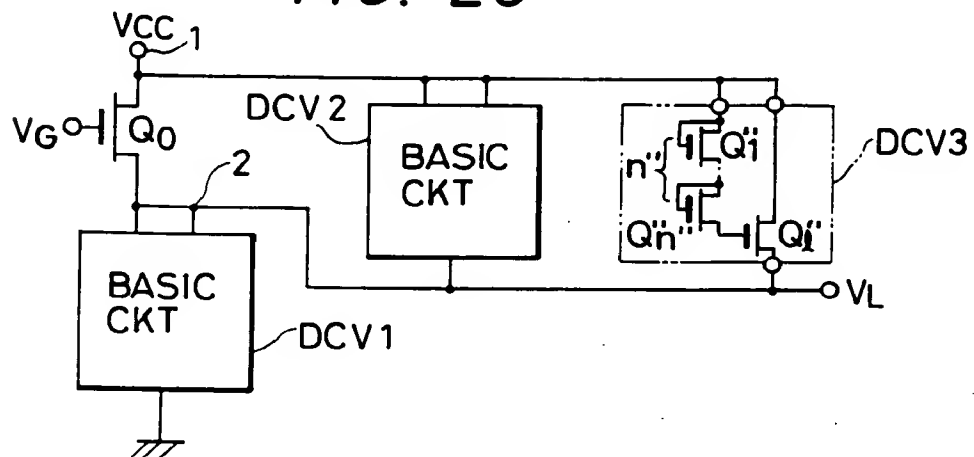 VCC 1
VG
Q0
2
DCV2
BASIC
CKT
BASIC
CKT
DCV1
n"
Q"1
Q"n"
Q"l
DCV3
VL